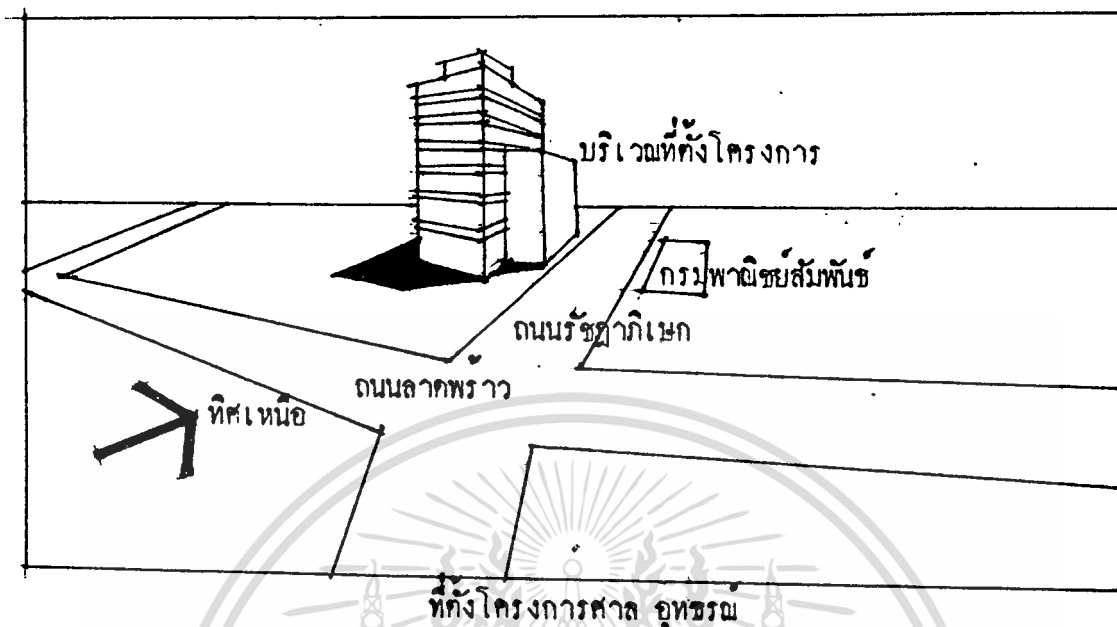 บริเวณที่ตั้งโครงการ
กรมพาณิชย์สัมพันธ์
ถนนรัชฎาภิเษก
ถนนลาดพร้าว
ทิศเหนือ
ที่ตั้งโครงการศาล อุทธรณ์